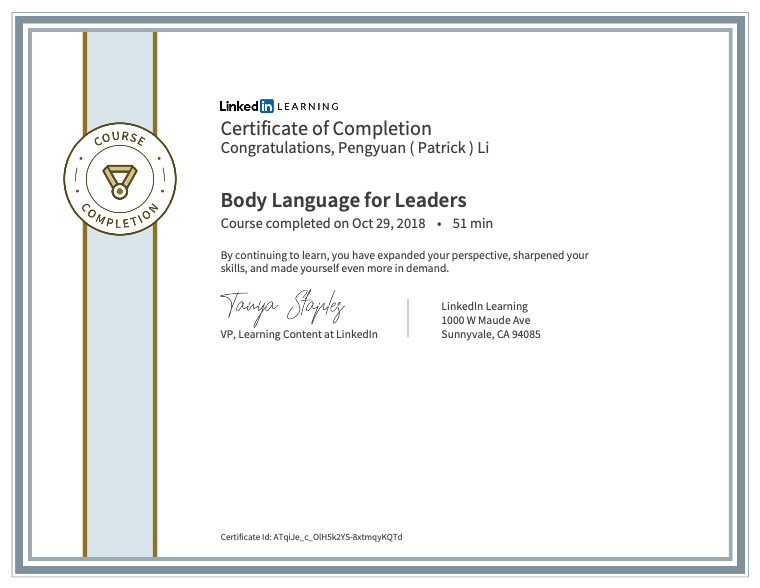 LinkedIn LEARNING
Certificate of Completion
Congratulations, Pengyuan ( Patrick ) Li
COURSE
COMPLETION
Body Language for Leaders
Course completed on Oct 29, 2018 • 51 min
By continuing to learn, you have expanded your perspective, sharpened your
skills, and made yourself even more in demand.
Tanya Staples
VP, Learning Content at LinkedIn
LinkedIn Learning
1000 W Maude Ave
Sunnyvale, CA 94085
Certificate Id: ATqiJe_c_OlH5k2YS-8xtmqyKQTd